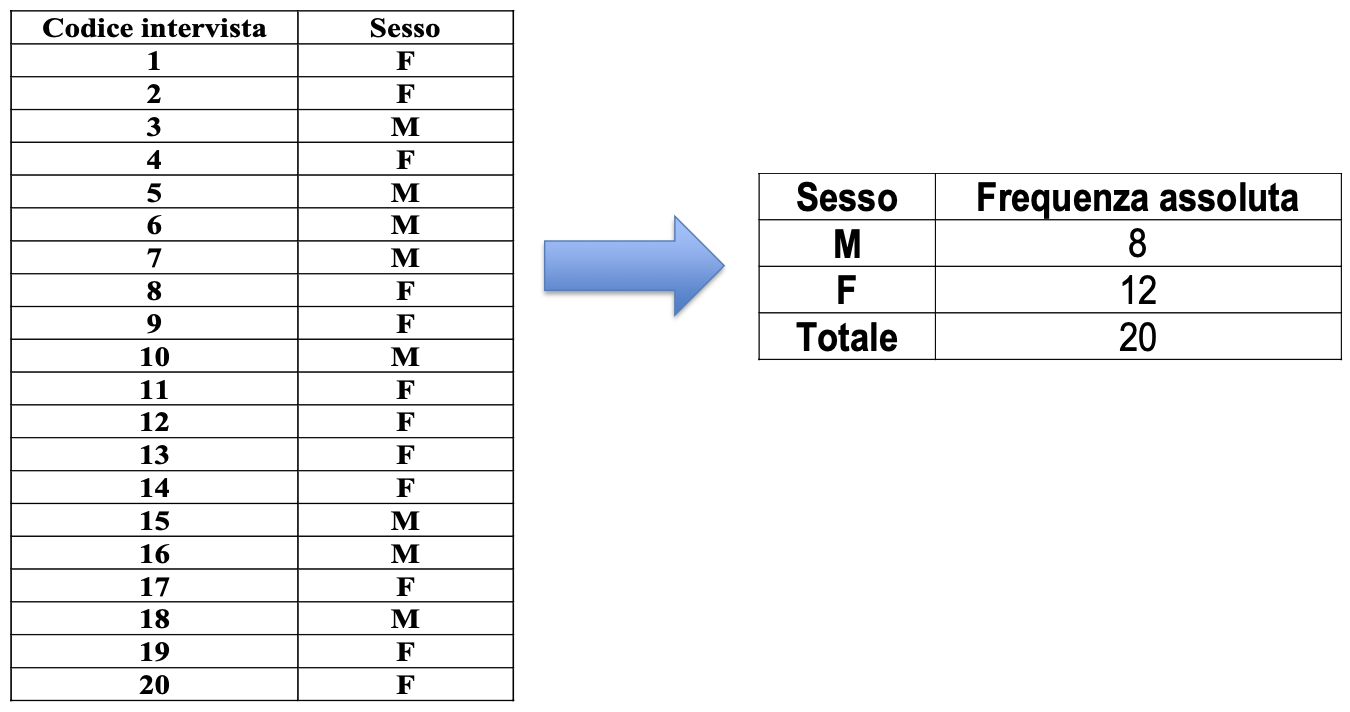 Codice intervista Sesso
1 F
2 F
3 M
4 F
5 M
6 M
7 M
8 F
9 F
10 M
11 F
12 F
13 F
14 F
15 M
16 M
17 F
18 M
19 F
20 F
Sesso Frequenza assoluta
M 8
F 12
Totale 20